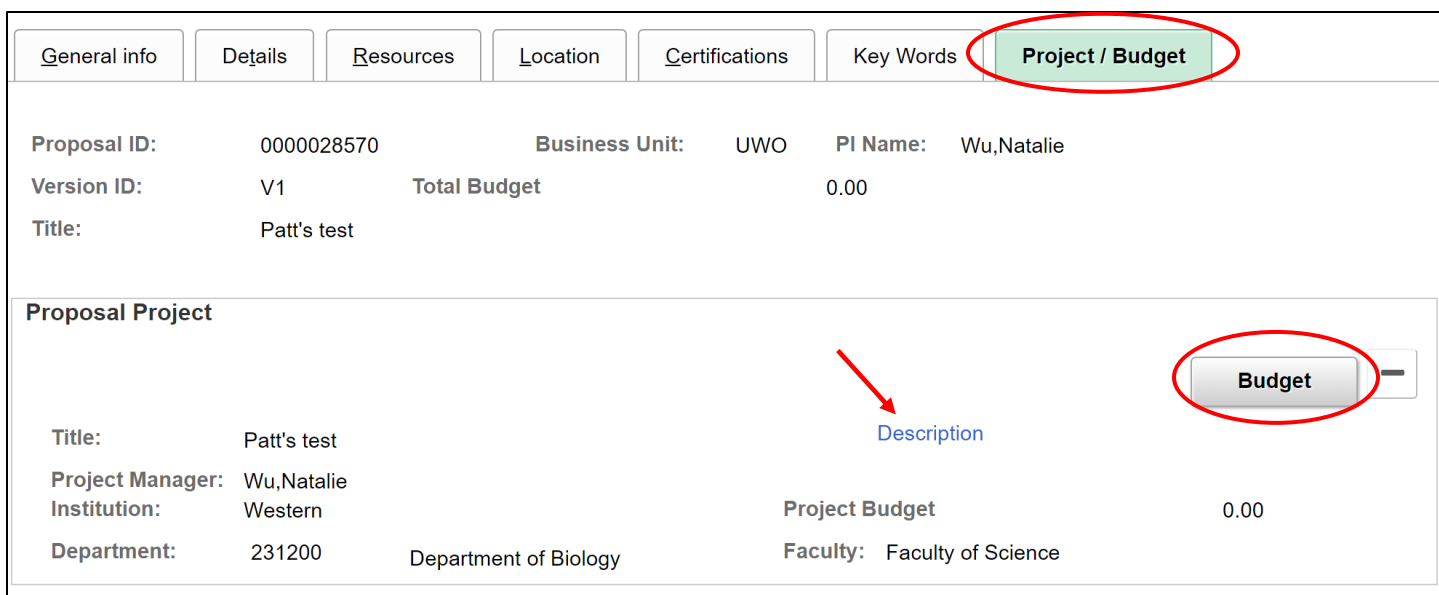 General info Details Resources Location Certifications Key Words Project / Budget
Proposal ID: 0000028570 Business Unit: UWO PI Name: Wu,Natalie
Version ID: V1 Total Budget 0.00
Title: Patt's test
Proposal Project
Budget
Title: Patt's test Description
Project Manager: Wu,Natalie
Institution: Western Project Budget 0.00
Department: 231200 Department of Biology Faculty: Faculty of Science